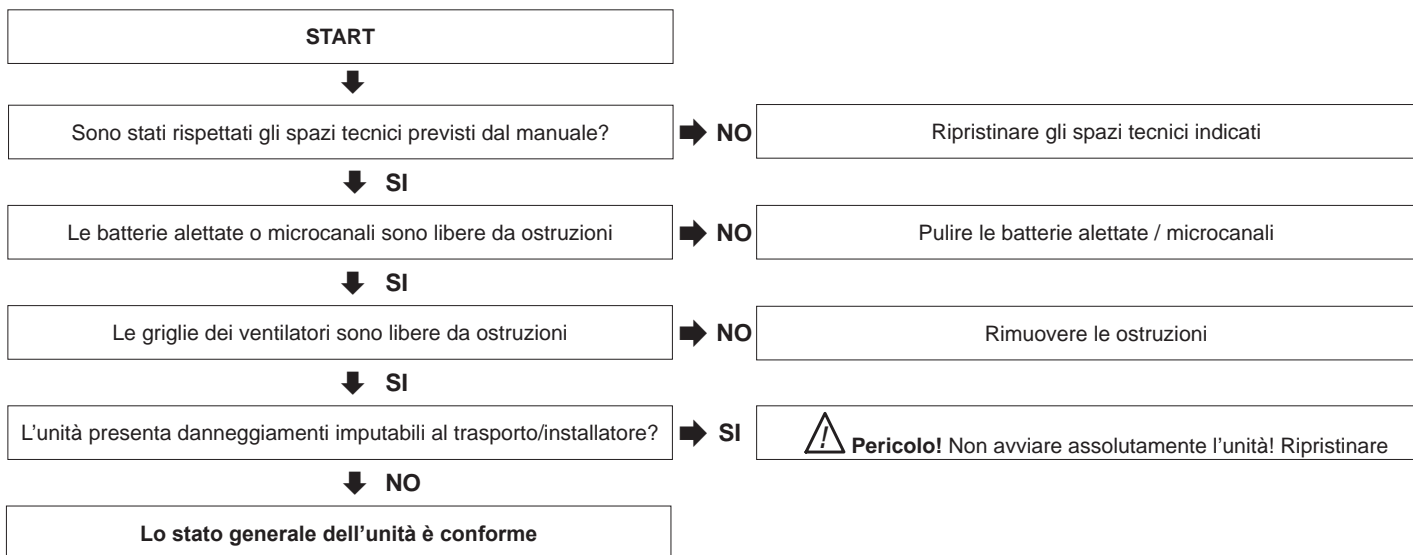 START
Sono stati rispettati gli spazi tecnici previsti dal manuale?
NO
Ripristinare gli spazi tecnici indicati
SI
Le batterie alettate o microcanali sono libere da ostruzioni
NO
Pulire le batterie alettate / microcanali
SI
Le griglie dei ventilatori sono libere da ostruzioni
NO
Rimuovere le ostruzioni
SI
L'unità presenta danneggiamenti imputabili al trasporto/installatore?
SI
! Pericolo! Non avviare assolutamente l'unità! Ripristinare
NO
Lo stato generale dell'unità è conforme